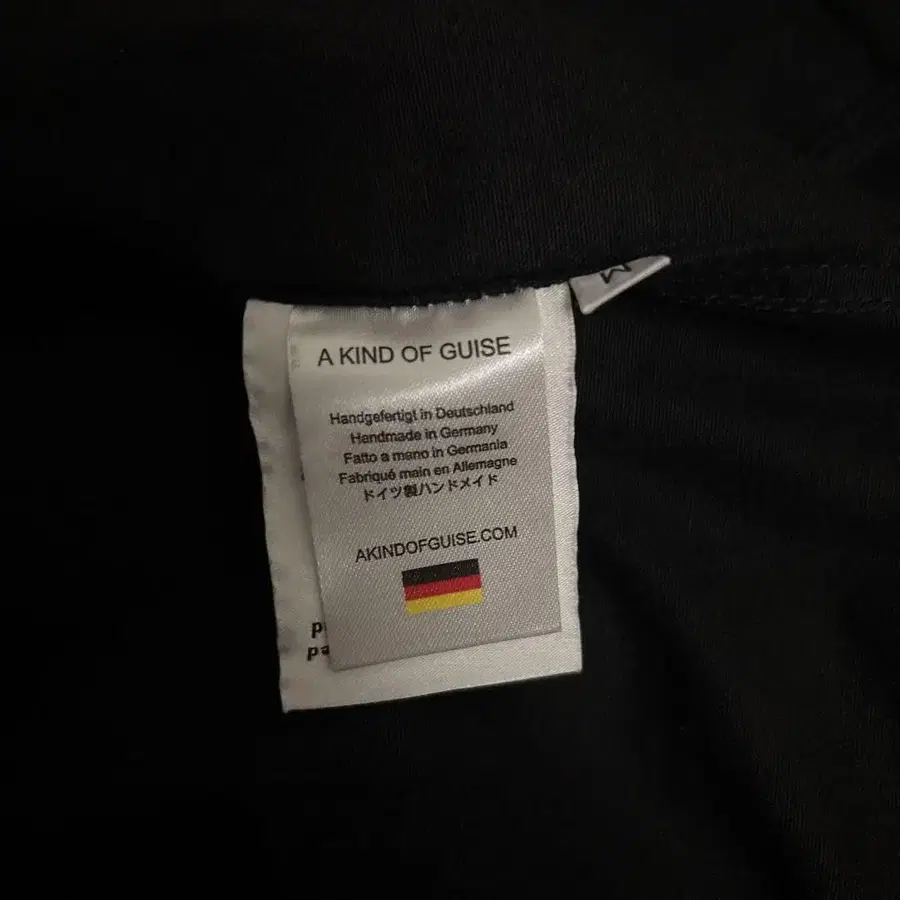 M
A KIND OF GUISE
Handgefertigt in Deutschland
Handmade in Germany
Fatto a mano in Germania
Fabriqué main en Allemagne
ドイツ製ハンドメイド
AKINDOFGUISE.COM